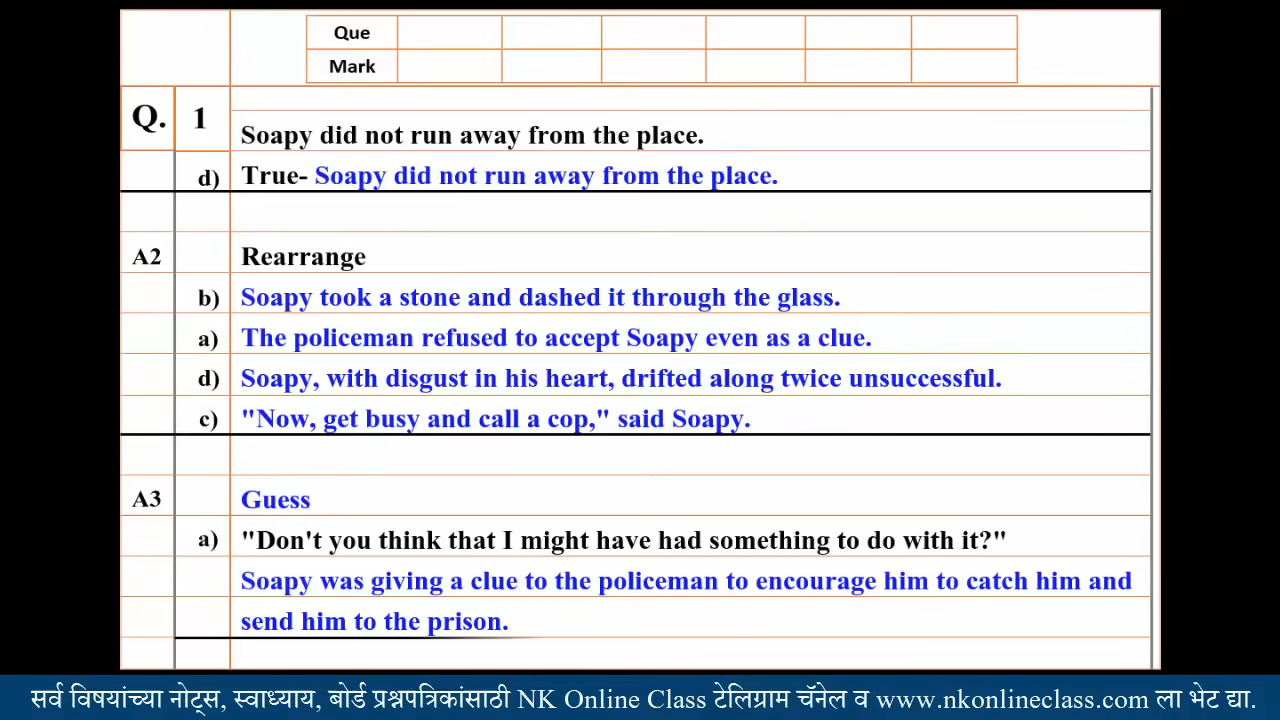 Que
Mark
Q. 1
Soapy did not run away from the place.
d) True- Soapy did not run away from the place.
A2 Rearrange
b) Soapy took a stone and dashed it through the glass.
a) The policeman refused to accept Soapy even as a clue.
d) Soapy, with disgust in his heart, drifted along twice unsuccessful.
c) "Now, get busy and call a cop," said Soapy.
A3 Guess
a) "Don't you think that I might have had something to do with it?"
Soapy was giving a clue to the policeman to encourage him to catch him and
send him to the prison.
सर्व विषयांच्या नोट्स, स्वाध्याय, बोर्ड प्रश्नपत्रिकांसाठी NK Online Class टेलिग्राम चॅनेल व www.nkonlineclass.com ला भेट द्या.